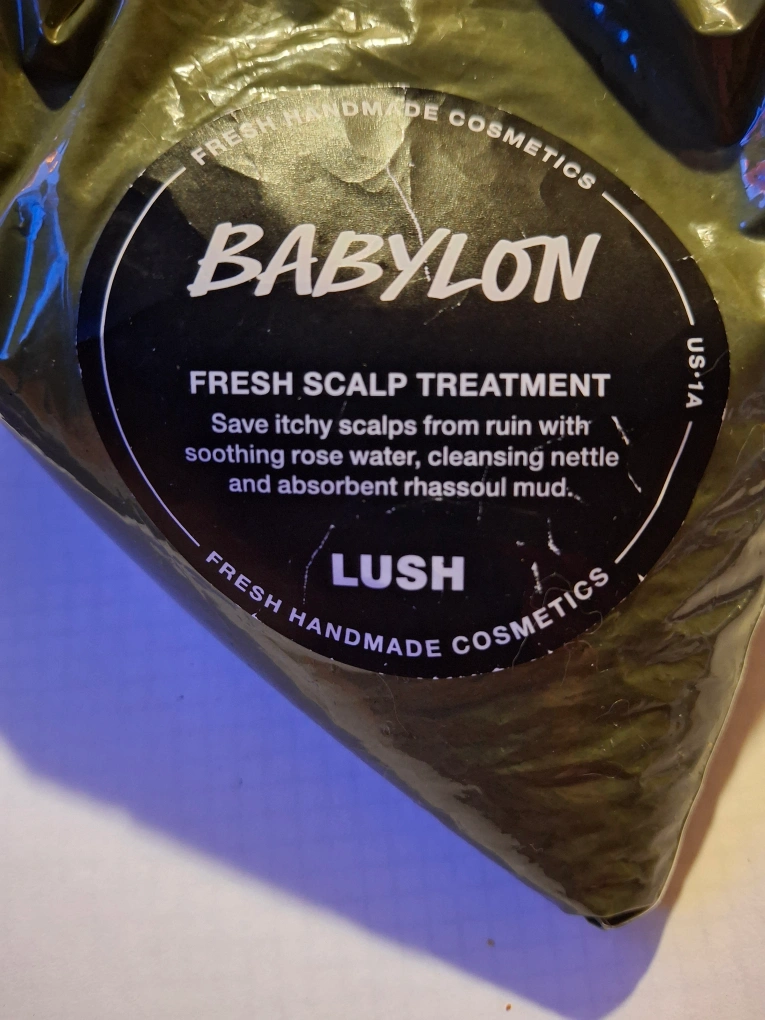 FRESH HANDMADE COSMETICS
BABYLON
US•1A
FRESH SCALP TREATMENT
Save itchy scalps from ruin with
soothing rose water, cleansing nettle
and absorbent rhassoul mud.
LUSH
FRESH HANDMADE COSMETICS